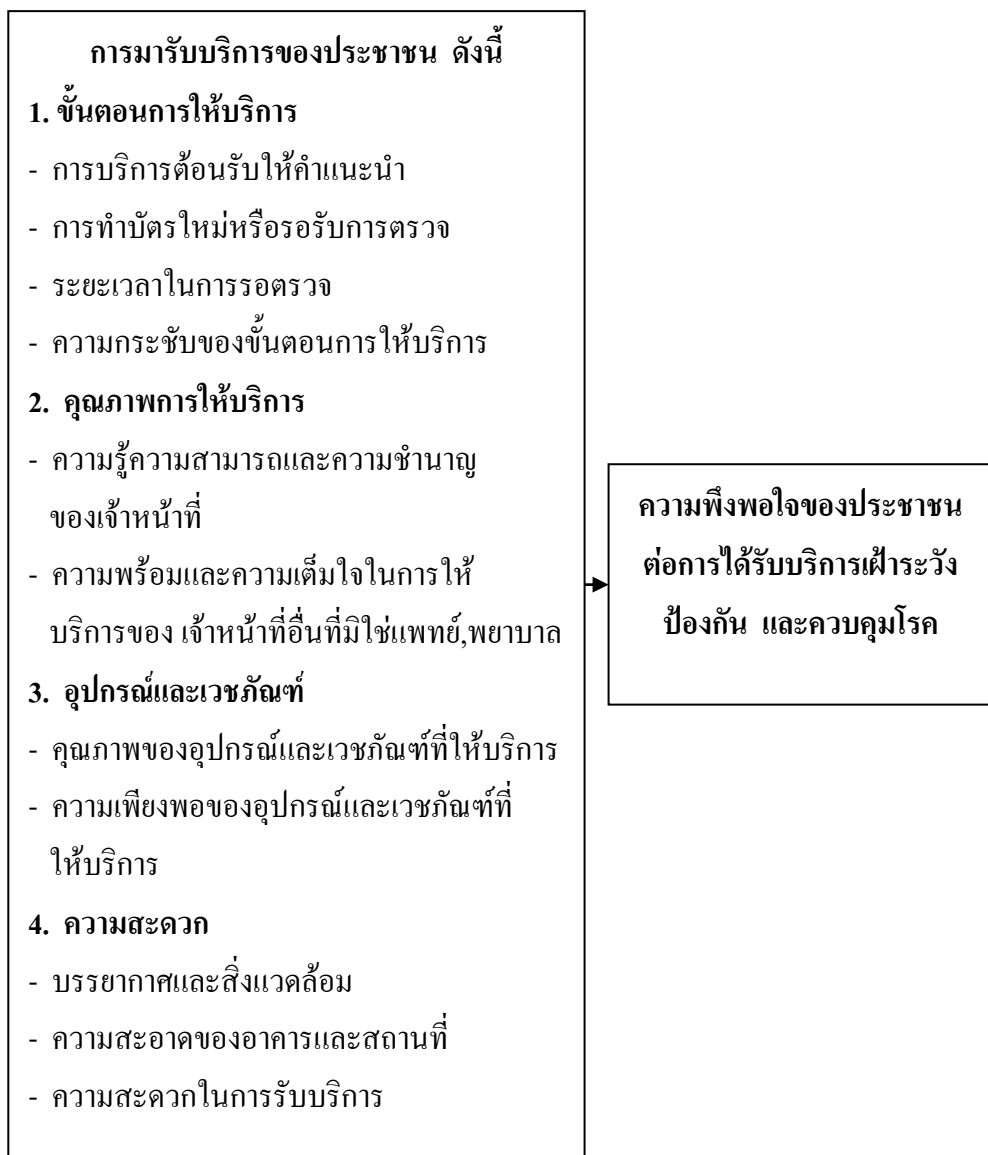 การมารับบริการของประชาชน ดังนี้
1. ขั้นตอนการให้บริการ
- การบริการต้อนรับให้คำแนะนำ
- การทำบัตรใหม่หรือรอรับการตรวจ
- ระยะเวลาในการรอตรวจ
- ความกระชับของขั้นตอนการให้บริการ
2. คุณภาพการให้บริการ
- ความรู้ความสามารถและความชำนาญ
ของเจ้าหน้าที่
- ความพร้อมและความเต็มใจในการให้
บริการของ เจ้าหน้าที่อื่นที่มิใช่แพทย์,พยาบาล
3. อุปกรณ์และเวชภัณฑ์
- คุณภาพของอุปกรณ์และเวชภัณฑ์ที่ให้บริการ
- ความเพียงพอของอุปกรณ์และเวชภัณฑ์ที่
ให้บริการ
4. ความสะดวก
- บรรยากาศและสิ่งแวดล้อม
- ความสะอาดของอาคารและสถานที่
- ความสะดวกในการรับบริการ
ความพึงพอใจของประชาชน
ต่อการได้รับบริการเฝ้าระวัง
ป้องกัน และควบคุมโรค